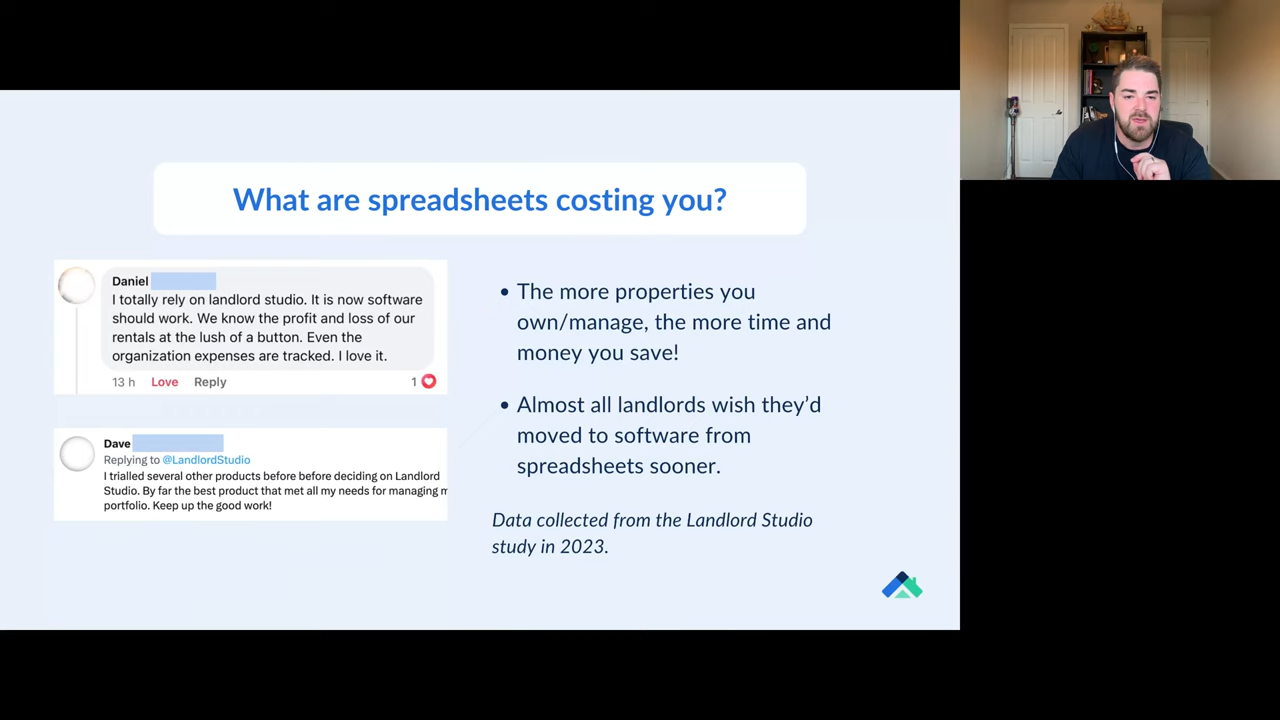 What are spreadsheets costing you?
Daniel
I totally rely on landlord studio. It is now software
should work. We know the profit and loss of our
rentals at the lush of a button. Even the
organization expenses are tracked. I love it.
13 h Love Reply 1
Dave
Replying to @LandlordStudio
I trialled several other products before before deciding on Landlord
Studio. By far the best product that met all my needs for managing m
portfolio. Keep up the good work!
• The more properties you
own/manage, the more time and
money you save!
• Almost all landlords wish they’d
moved to software from
spreadsheets sooner.
Data collected from the Landlord Studio
study in 2023.